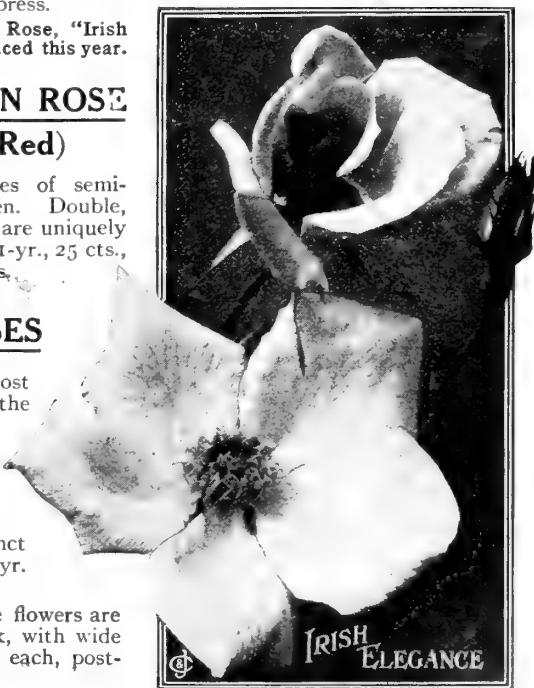 press.
Rose, “Irish
ced this year.
N ROSE
Red)
es of semi-
en. Double,
are uniquely
1-yr., 25 cts.,
s.
SES
ost
the
nct
yr.
e flowers are
k, with wide
each, post-
IRISH
ELEGANCE
C&J